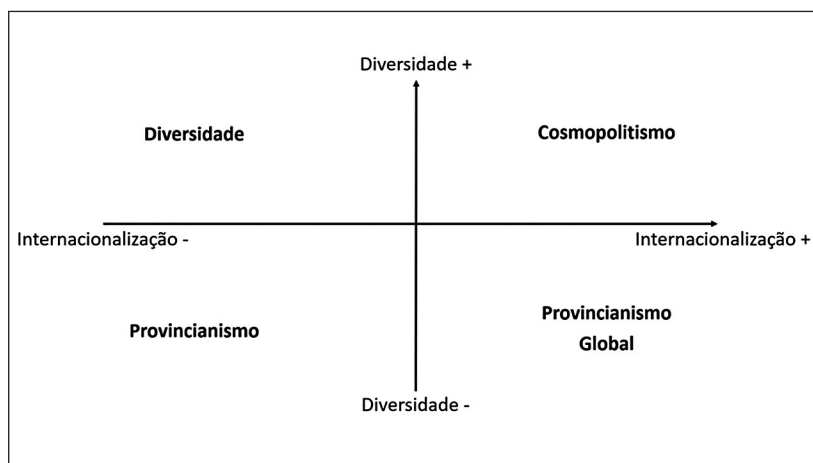 Diversidade +
Diversidade
Cosmopolitismo
Internacionalização -
Internacionalização +
Provincianismo
Provincianismo
Global
Diversidade -